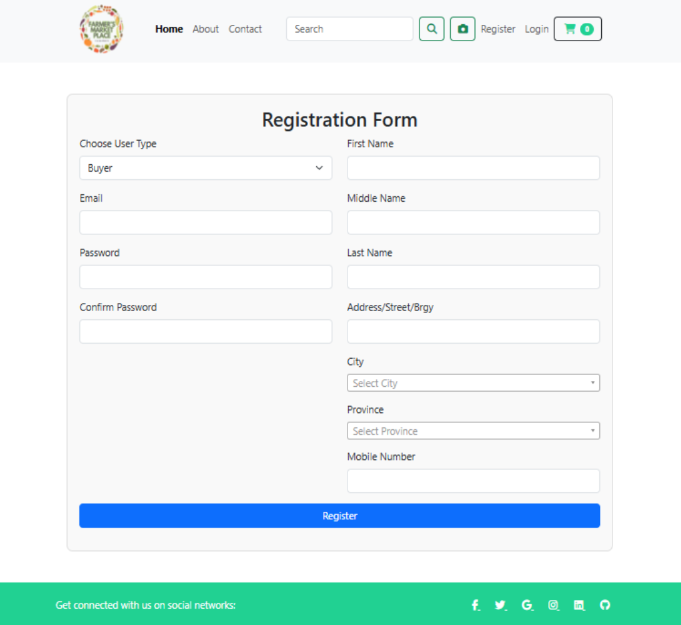 FARMER'S
MARKET
PLACE
Home About Contact Search Register Login 0
Registration Form
Choose User Type
Buyer
Email
Password
Confirm Password
First Name
Middle Name
Last Name
Address/Street/Brgy
City
Select City
Province
Select Province
Mobile Number
Register
Get connected with us on social networks: